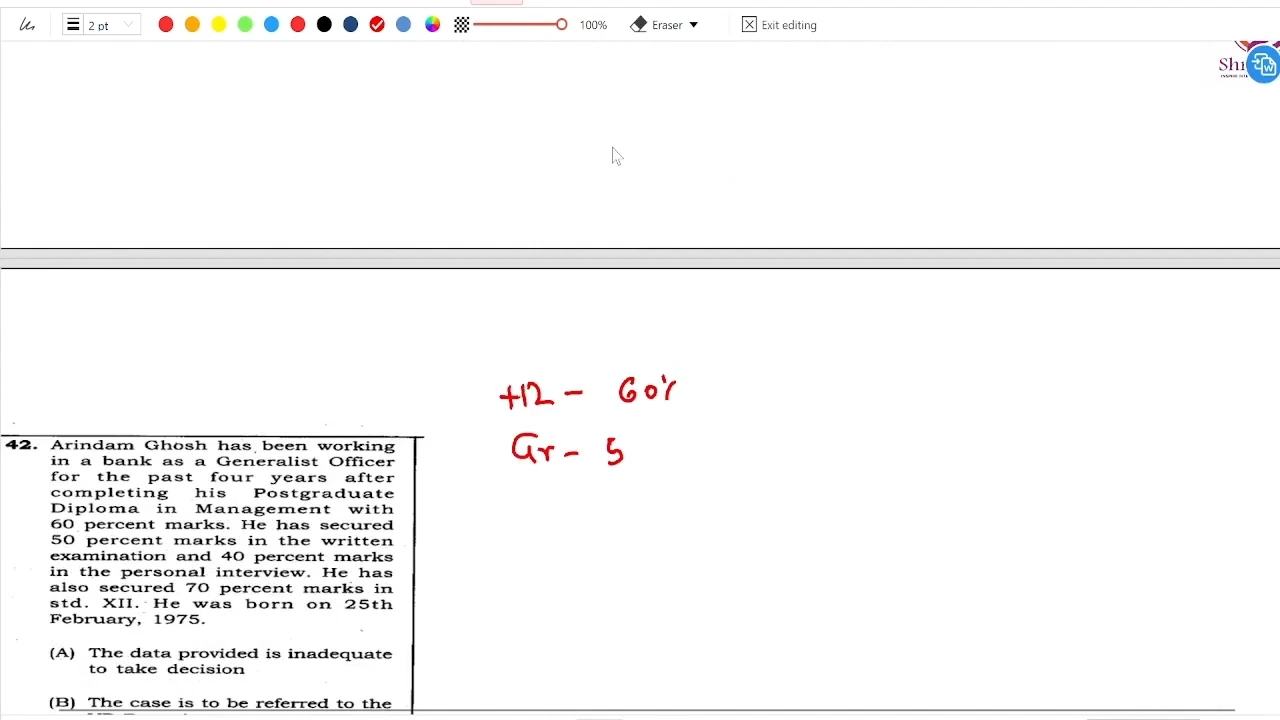 2 pt
100%
Eraser
Exit editing
+12 - 60%
Gr - 5
42. Arindam Ghosh has been working
in a bank as a Generalist Officer
for the past four years after
completing his Postgraduate
Diploma in Management with
60 percent marks. He has secured
50 percent marks in the written
examination and 40 percent marks
in the personal interview. He has
also secured 70 percent marks in
std. XII. He was born on 25th
February, 1975.
(A) The data provided is inadequate
to take decision
(B) The case is to be referred to the